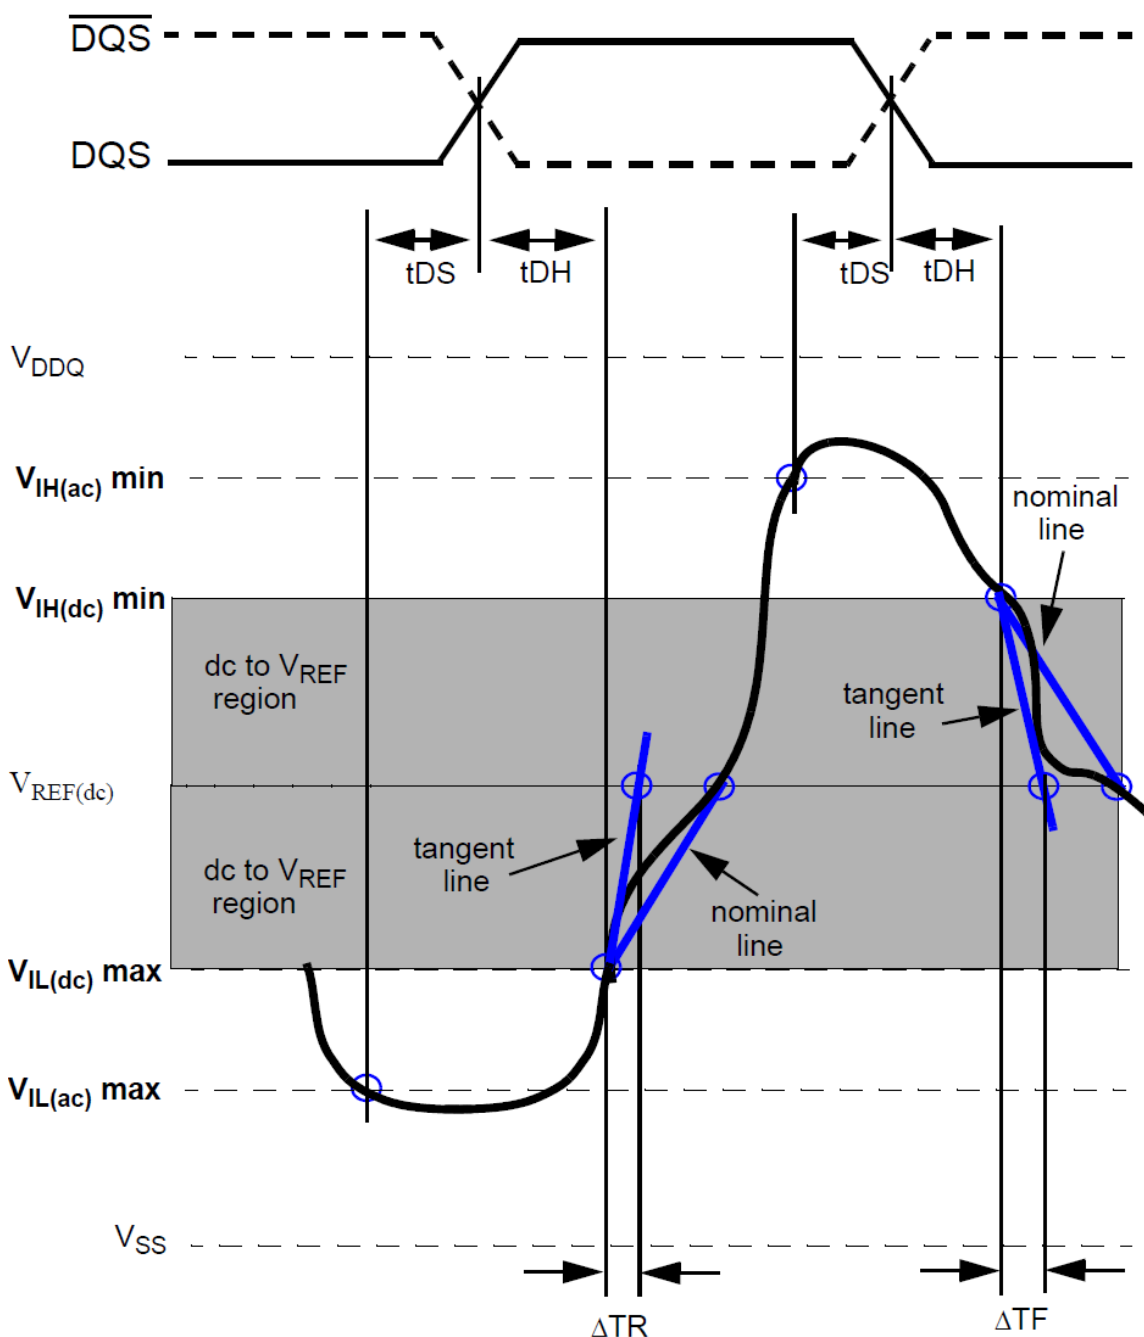 DQS
DQS
tDS
tDH
tDS
tDH
VDDQ
VIH(ac) min
nominal
line
VIH(dc) min
dc to VREF
region
tangent
line
VREF(dc)
tangent
line
dc to VREF
region
nominal
line
VIL(dc) max
VIL(ac) max
VSS
ΔTR
ΔTF